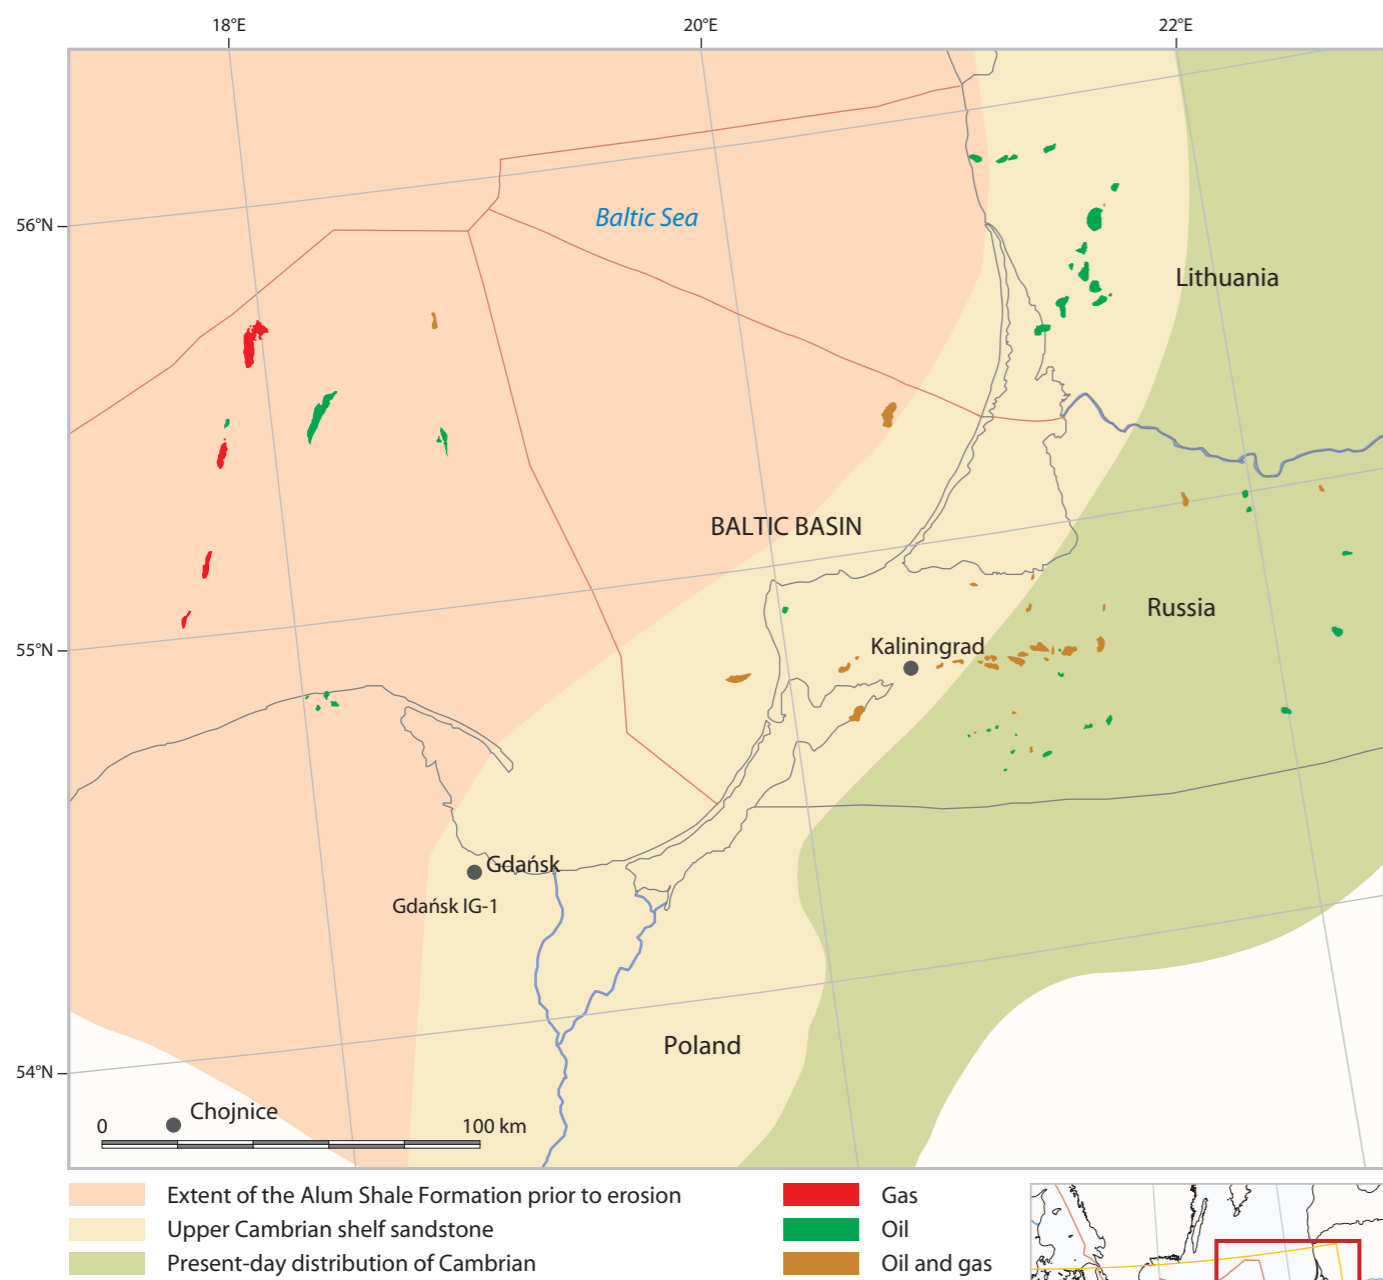 18°E 20°E 22°E
56°N
Baltic Sea
Lithuania
BALTIC BASIN
Russia
55°N
Kaliningrad
Gdańsk
Gdańsk IG-1
Poland
54°N
Chojnice
0 100 km
Extent of the Alum Shale Formation prior to erosion
Upper Cambrian shelf sandstone
Present-day distribution of Cambrian
Gas
Oil
Oil and gas